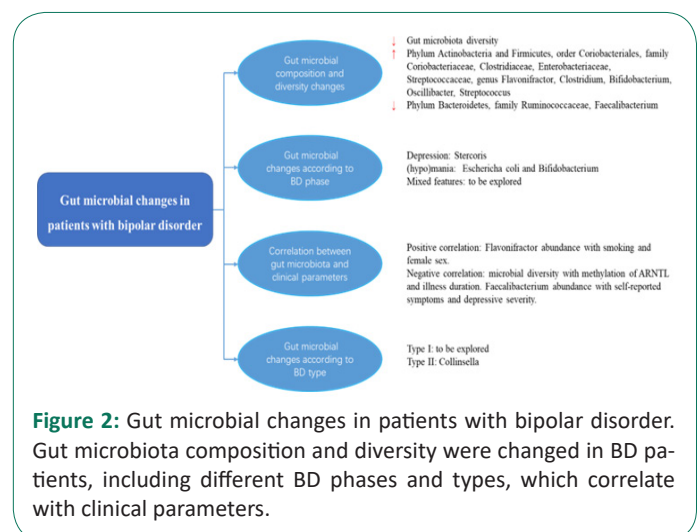 ↓ Gut microbiota diversity
↑ Phylum Actinobacteria and Firmicutes, order Coriobacteriales, family
Coriobacteriaceae, Clostridiaceae, Enterobacteriaceae,
Streptococcaceae, genus Flavonifractor, Clostridium, Bifidobacterium,
Oscillibacter, Streptococcus
↓ Phylum Bacteroidetes, family Ruminococcaceae, Faecalibacterium
Gut microbial
composition and
diversity changes
Gut microbial
changes according to
BD phase
Depression: Stercoris
(hypo)mania: Escherichia coli and Bifidobacterium
Mixed features: to be explored
Gut microbial changes in
patients with bipolar disorder
Correlation between
gut microbiota and
clinical parameters
Positive correlation: Flavonifractor abundance with smoking and
female sex.
Negative correlation: microbial diversity with methylation of ARNTL
and illness duration. Faecalibacterium abundance with self-reported
symptoms and depressive severity.
Gut microbial
changes according to
BD type
Type I: to be explored
Type II: Collinsella
Figure 2: Gut microbial changes in patients with bipolar disorder.
Gut microbiota composition and diversity were changed in BD pa-
tients, including different BD phases and types, which correlate
with clinical parameters.